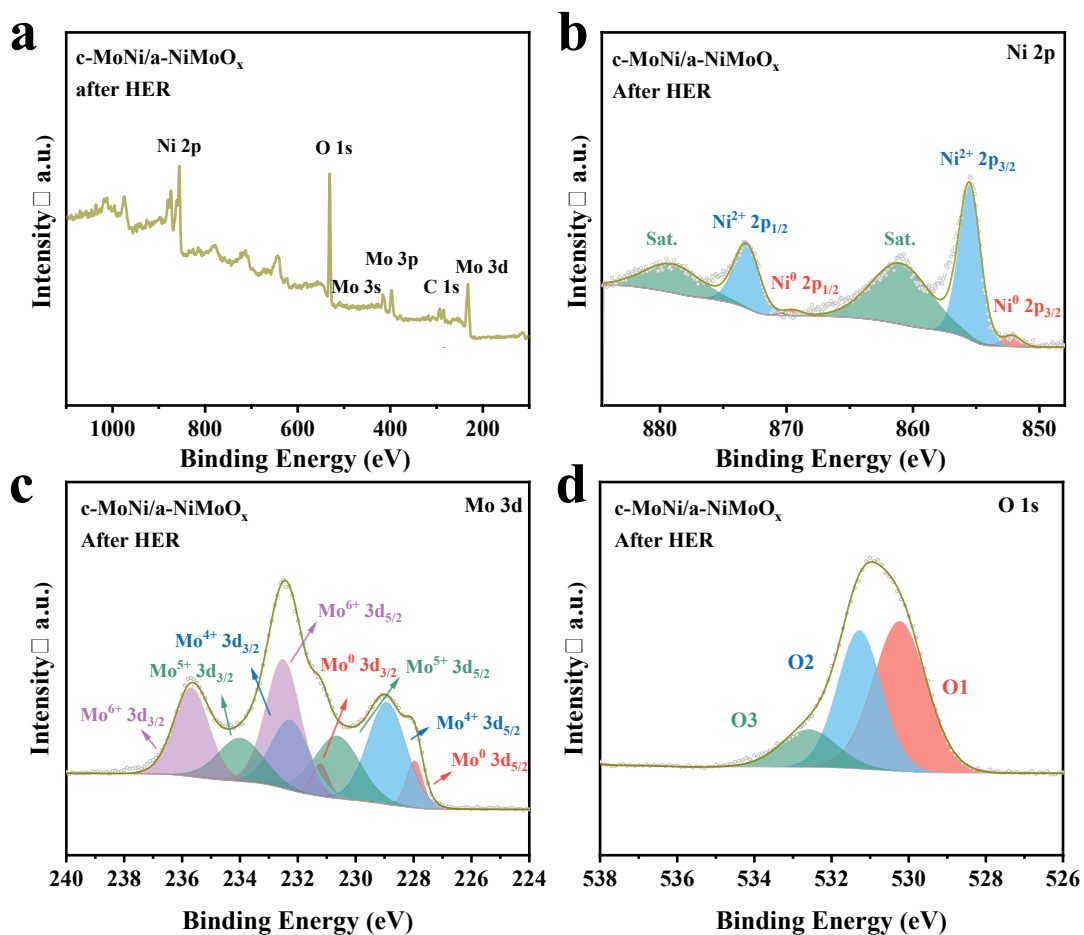 a
c-MoNi/a-NiMoOₓ
after HER
Ni 2p
O 1s
Mo 3p
Mo 3s
C 1s
Mo 3d
Intensity□ a.u.)
1000 800 600 400 200
Binding Energy (eV)
b
c-MoNi/a-NiMoOₓ
After HER
Ni 2p
Ni²⁺ 2p₃/₂
Ni²⁺ 2p₁/₂
Sat.
Sat.
Ni⁰ 2p₁/₂
Ni⁰ 2p₃/₂
Intensity□ a.u.)
880 870 860 850
Binding Energy (eV)
c
c-MoNi/a-NiMoOₓ
After HER
Mo 3d
Mo⁶⁺ 3d₅/₂
Mo⁴⁺ 3d₃/₂
Mo⁵⁺ 3d₃/₂
Mo⁰ 3d₃/₂
Mo⁵⁺ 3d₅/₂
Mo⁶⁺ 3d₃/₂
Mo⁴⁺ 3d₅/₂
Mo⁰ 3d₅/₂
Intensity□ a.u.)
240 238 236 234 232 230 228 226 224
Binding Energy (eV)
d
c-MoNi/a-NiMoOₓ
After HER
O 1s
O2
O1
O3
Intensity□ a.u.)
538 536 534 532 530 528 526
Binding Energy (eV)